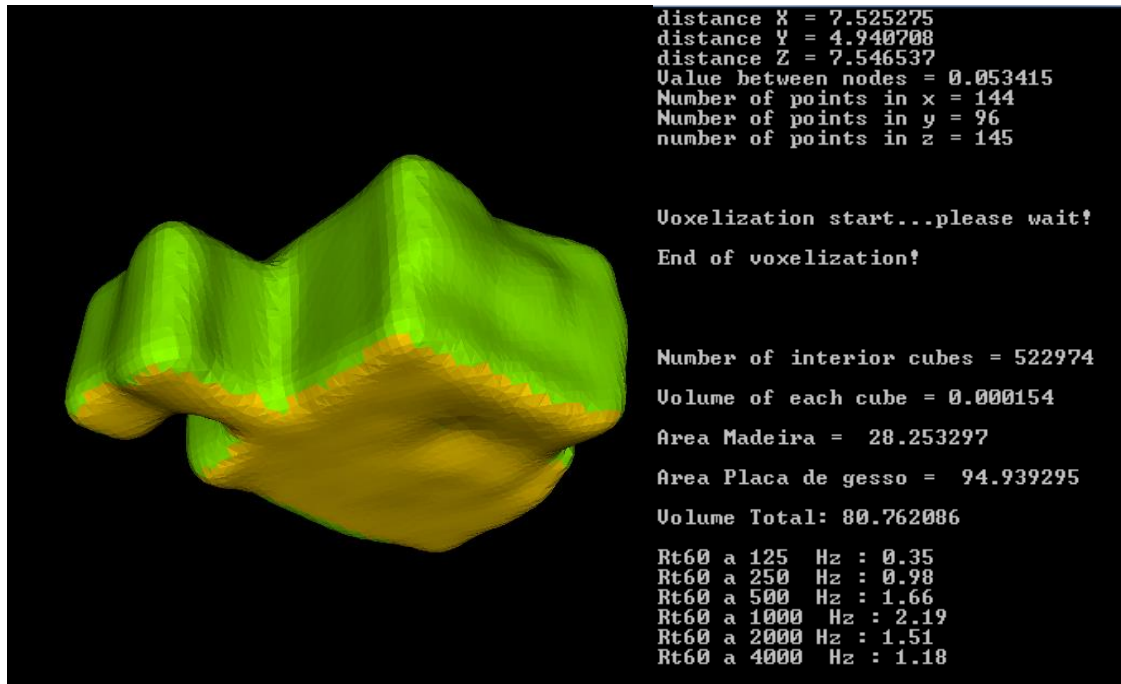 distance X = 7.525275
distance Y = 4.940708
distance Z = 7.546537
Value between nodes = 0.053415
Number of points in x = 144
Number of points in y = 96
number of points in z = 145
Voxelization start...please wait!
End of voxelization!
Number of interior cubes = 522974
Volume of each cube = 0.000154
Area Madeira =  28.253297
Area Placa de gesso =  94.939295
Volume Total: 80.762086
Rt60 a 125  Hz : 0.35
Rt60 a 250  Hz : 0.98
Rt60 a 500  Hz : 1.66
Rt60 a 1000  Hz : 2.19
Rt60 a 2000 Hz : 1.51
Rt60 a 4000  Hz : 1.18